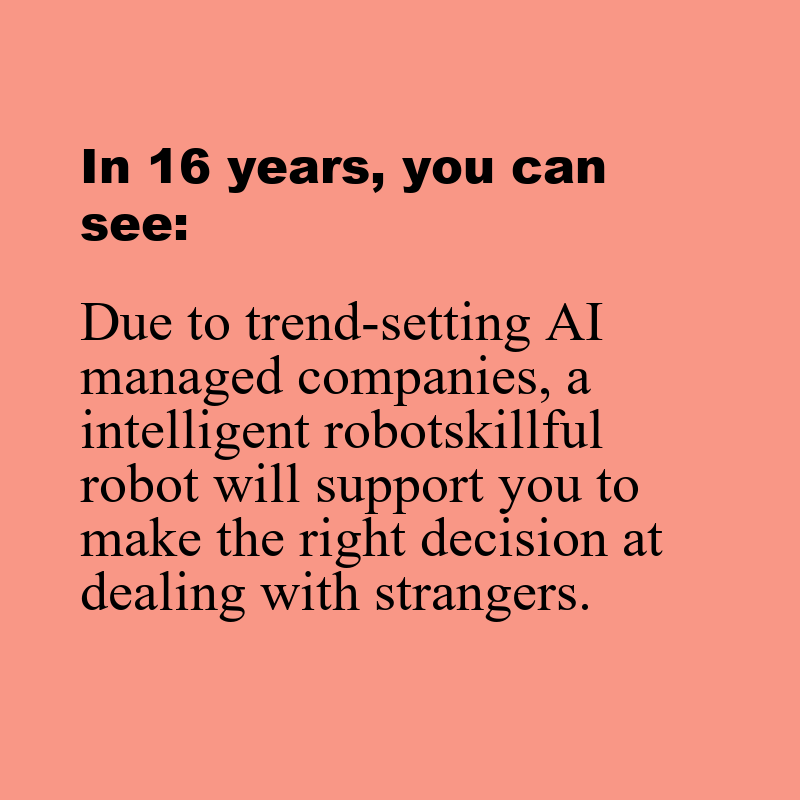 In 16 years, you can
see:
Due to trend-setting AI
managed companies, a
intelligent robotskillful
robot will support you to
make the right decision at
dealing with strangers.